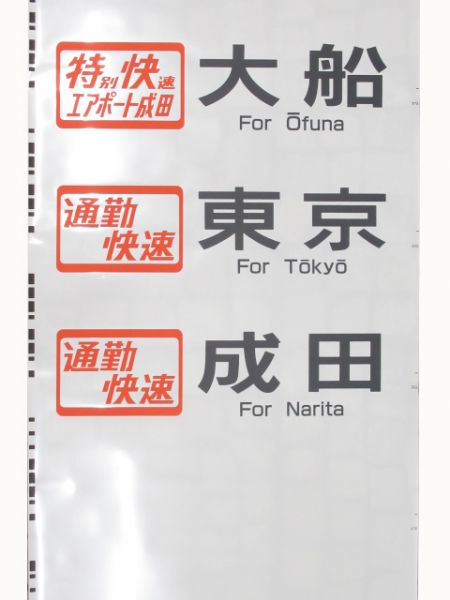 特別快速
エアポート成田
大船
For Ōfuna
通勤
快速
東京
For Tōkyō
通勤
快速
成田
For Narita